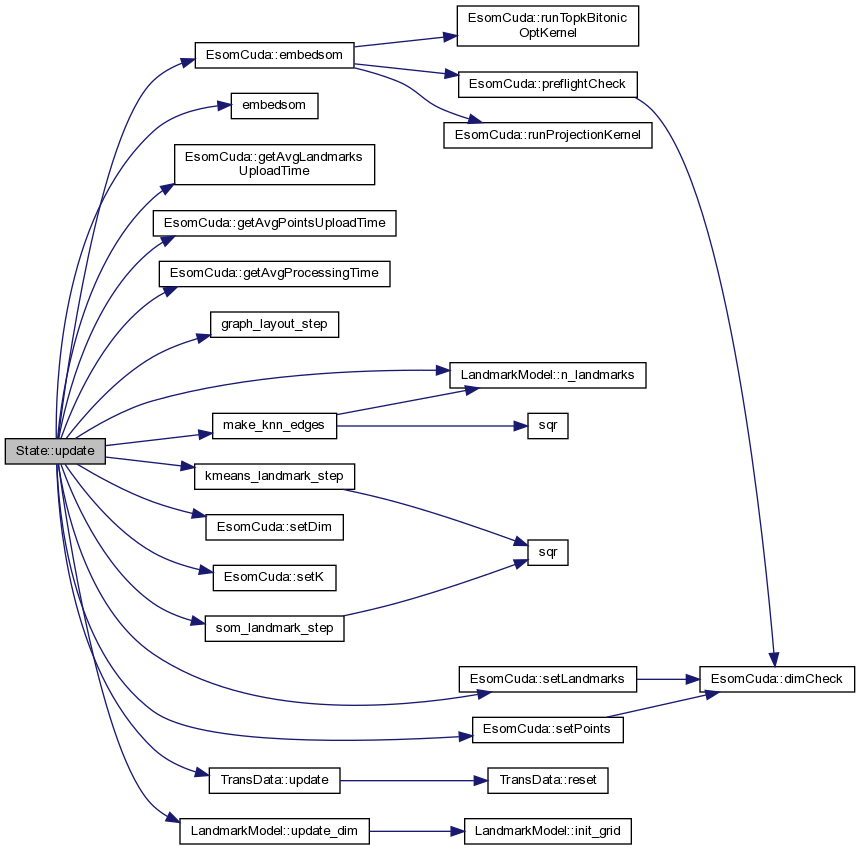 State::update
EsomCuda::embedsom
embedsom
EsomCuda::getAvgLandmarks
UploadTime
EsomCuda::getAvgPointsUploadTime
EsomCuda::getAvgProcessingTime
graph_layout_step
make_knn_edges
kmeans_landmark_step
EsomCuda::setDim
EsomCuda::setK
som_landmark_step
TransData::update
LandmarkModel::update_dim
EsomCuda::runTopkBitonic
OptKernel
EsomCuda::preflightCheck
EsomCuda::runProjectionKernel
LandmarkModel::n_landmarks
sqr
sqr
EsomCuda::setLandmarks
EsomCuda::setPoints
TransData::reset
LandmarkModel::init_grid
EsomCuda::dimCheck